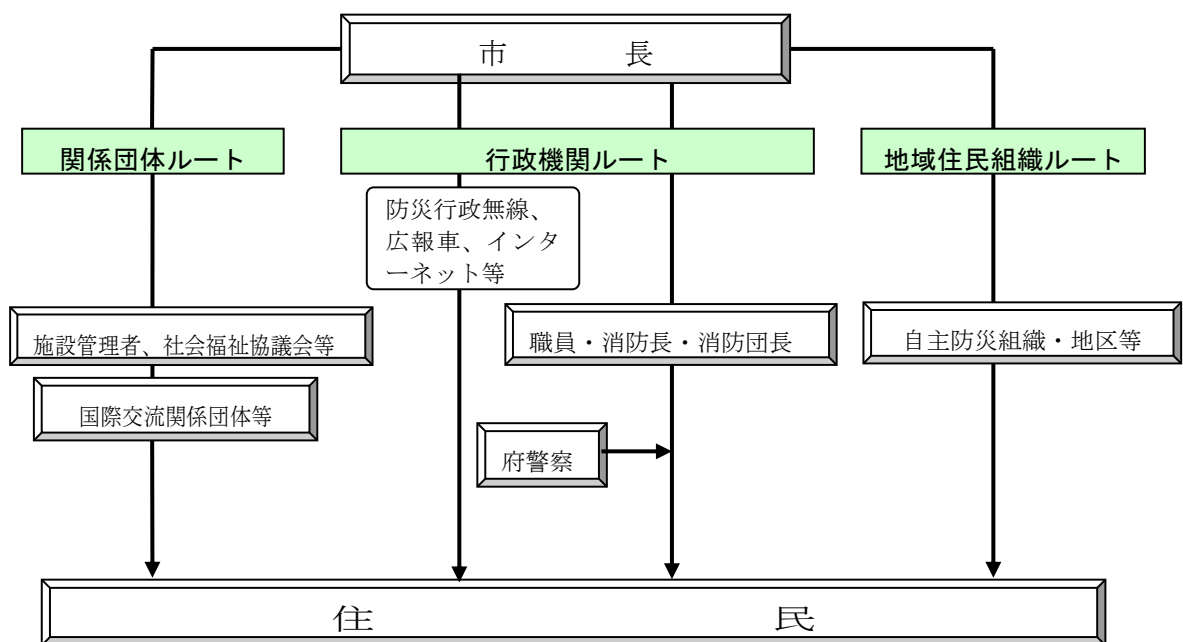 市 長
関係団体ルート
行政機関ルート
地域住民組織ルート
防災行政無線、
広報車、インタ
ーネット等
施設管理者、社会福祉協議会等
職員・消防長・消防団長
自主防災組織・地区等
国際交流関係団体等
府警察
住 民